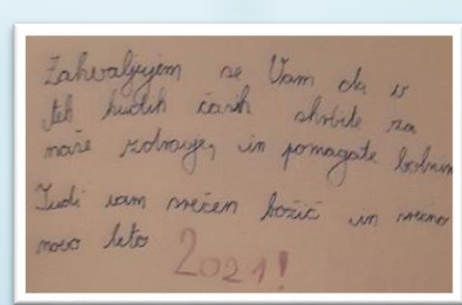 Zahvaljujem se Vam da v
teh hudih časih skrbite za
naše zdravje, in pomagate bolnim
Tudi vam srečen božič in srečno
novo leto 2021!